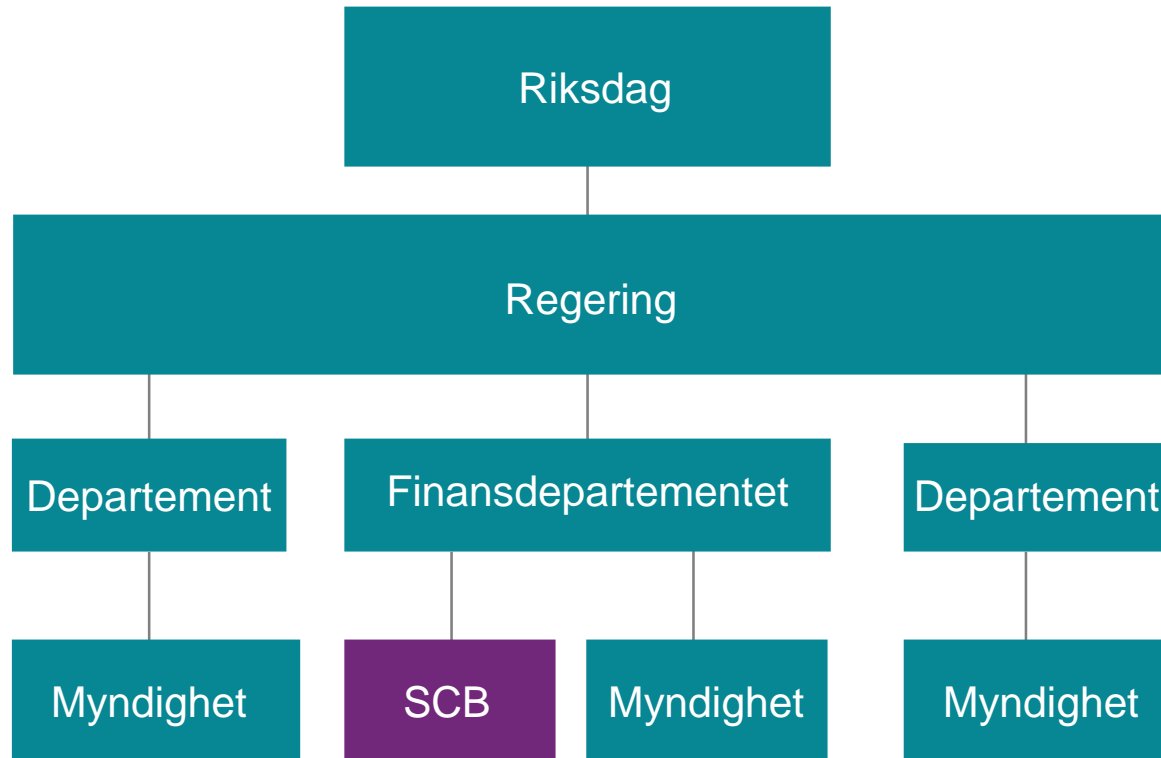 Riksdag
Regering
Departement
Finansdepartementet
Departement
Myndighet
SCB
Myndighet
Myndighet